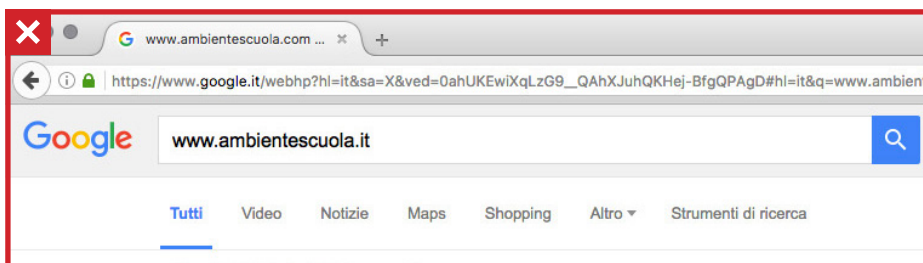 www.ambientescuola.com ...
https://www.google.it/webhp?hl=it&sa=X&ved=0ahUKEwiXqLzG9__QAhXJuhQKHej-BfgQPAgD#hl=it&q=www.ambien
Google www.ambientescuola.it
Tutti Video Notizie Maps Shopping Altro Strumenti di ricerca